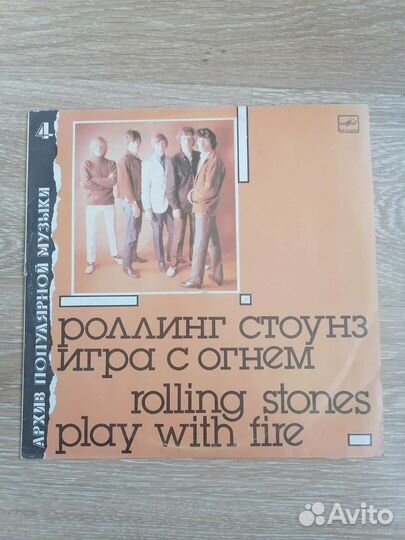 4
АРХИВ ПОПУЛЯРНОЙ МУЗЫКИ
роллинг стоунз
игра с огнем
rolling stones
play with fire
Avito